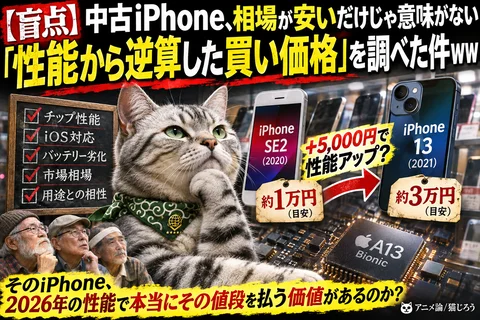 【盲点】中古iPhone、相場が安いだけじゃ意味がない
「性能から逆算した買い価格」を調べた件ww
チップ性能
iOS対応
バッテリー劣化
市場相場
用途との相性
iPhone
SE2
(2020)
約1万円
(目安)
+5,000円で
性能アップ?
iPhone
13
(2021)
約3万円
(目安)
A13
Bionic
そのiPhone、
2026年の性能で本当にその値段を払う価値があるのか?
アニメ論/猫じろう